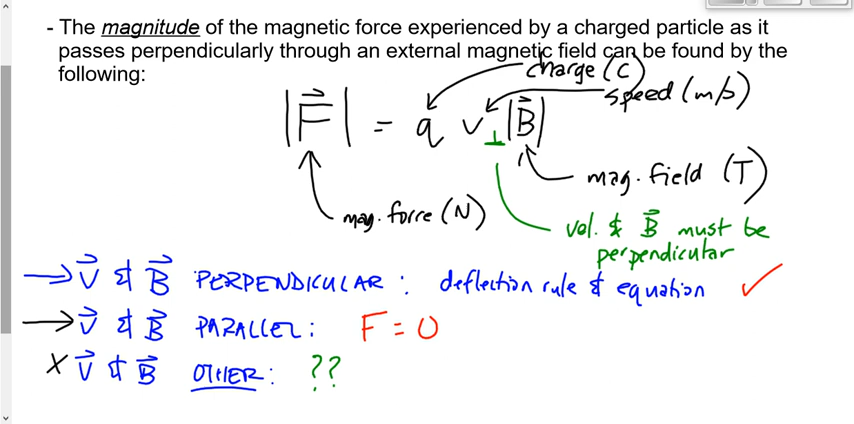 - The magnitude of the magnetic force experienced by a charged particle as it
passes perpendicularly through an external magnetic field can be found by the
following:
charge (C)
speed (m/s)
|F⃗| = q v⊥ |B⃗|
mag. field (T)
mag. force (N)
vel. & B⃗ must be
perpendicular
→ V⃗ & B⃗ PERPENDICULAR : deflection rule & equation ✓
→ V⃗ & B⃗ PARALLEL : F = 0
X V⃗ & B⃗ OTHER : ??